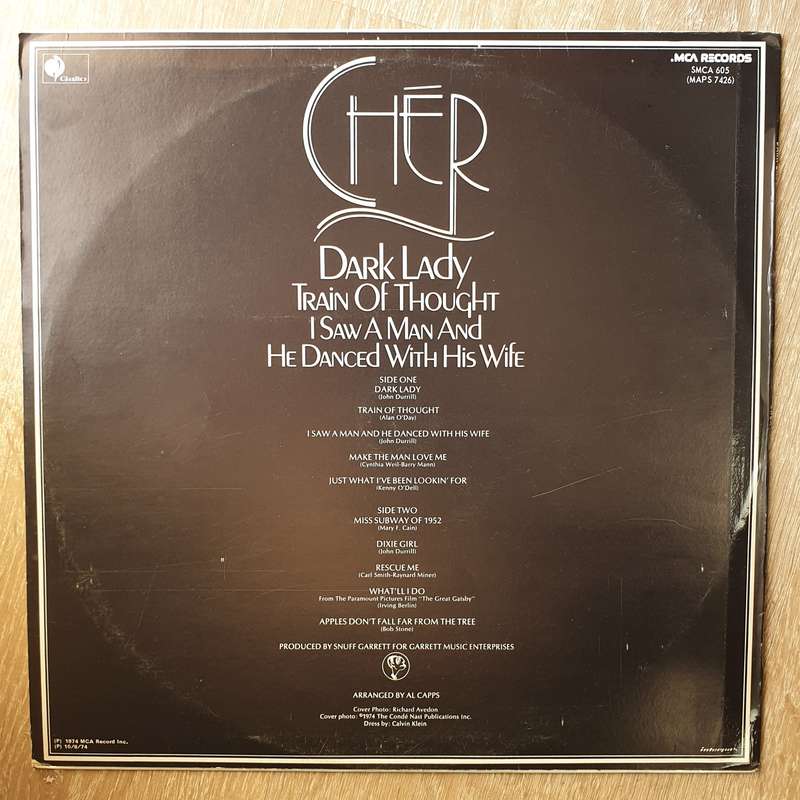 Classics
MCA RECORDS
SMCA 605
(MAPS 7426)
CHÉR
DARK LADY
TRAIN OF THOUGHT
I SAW A MAN AND
HE DANCED WITH HIS WIFE
SIDE ONE
DARK LADY
(John Durrill)
TRAIN OF THOUGHT
(Alan O'Day)
I SAW A MAN AND HE DANCED WITH HIS WIFE
(John Durrill)
MAKE THE MAN LOVE ME
(Cynthia Weil-Barry Mann)
JUST WHAT I'VE BEEN LOOKIN' FOR
(Kenny O'Dell)
SIDE TWO
MISS SUBWAY OF 1952
(Mary F. Cain)
DIXIE GIRL
(John Durrill)
RESCUE ME
(Carl Smith-Raynard Miner)
WHAT'LL I DO
From The Paramount Pictures Film "The Great Gatsby"
(Irving Berlin)
APPLES DON'T FALL FAR FROM THE TREE
(Bob Stone)
PRODUCED BY SNUFF GARRETT FOR GARRETT MUSIC ENTERPRISES
ARRANGED BY AL CAPPS
Cover Photo: Richard Avedon
Cover photo: ©1974 The Condé Nast Publications Inc.
Dress by: Calvin Klein
(P) 1974 MCA Record Inc.
(P) 10/6/74